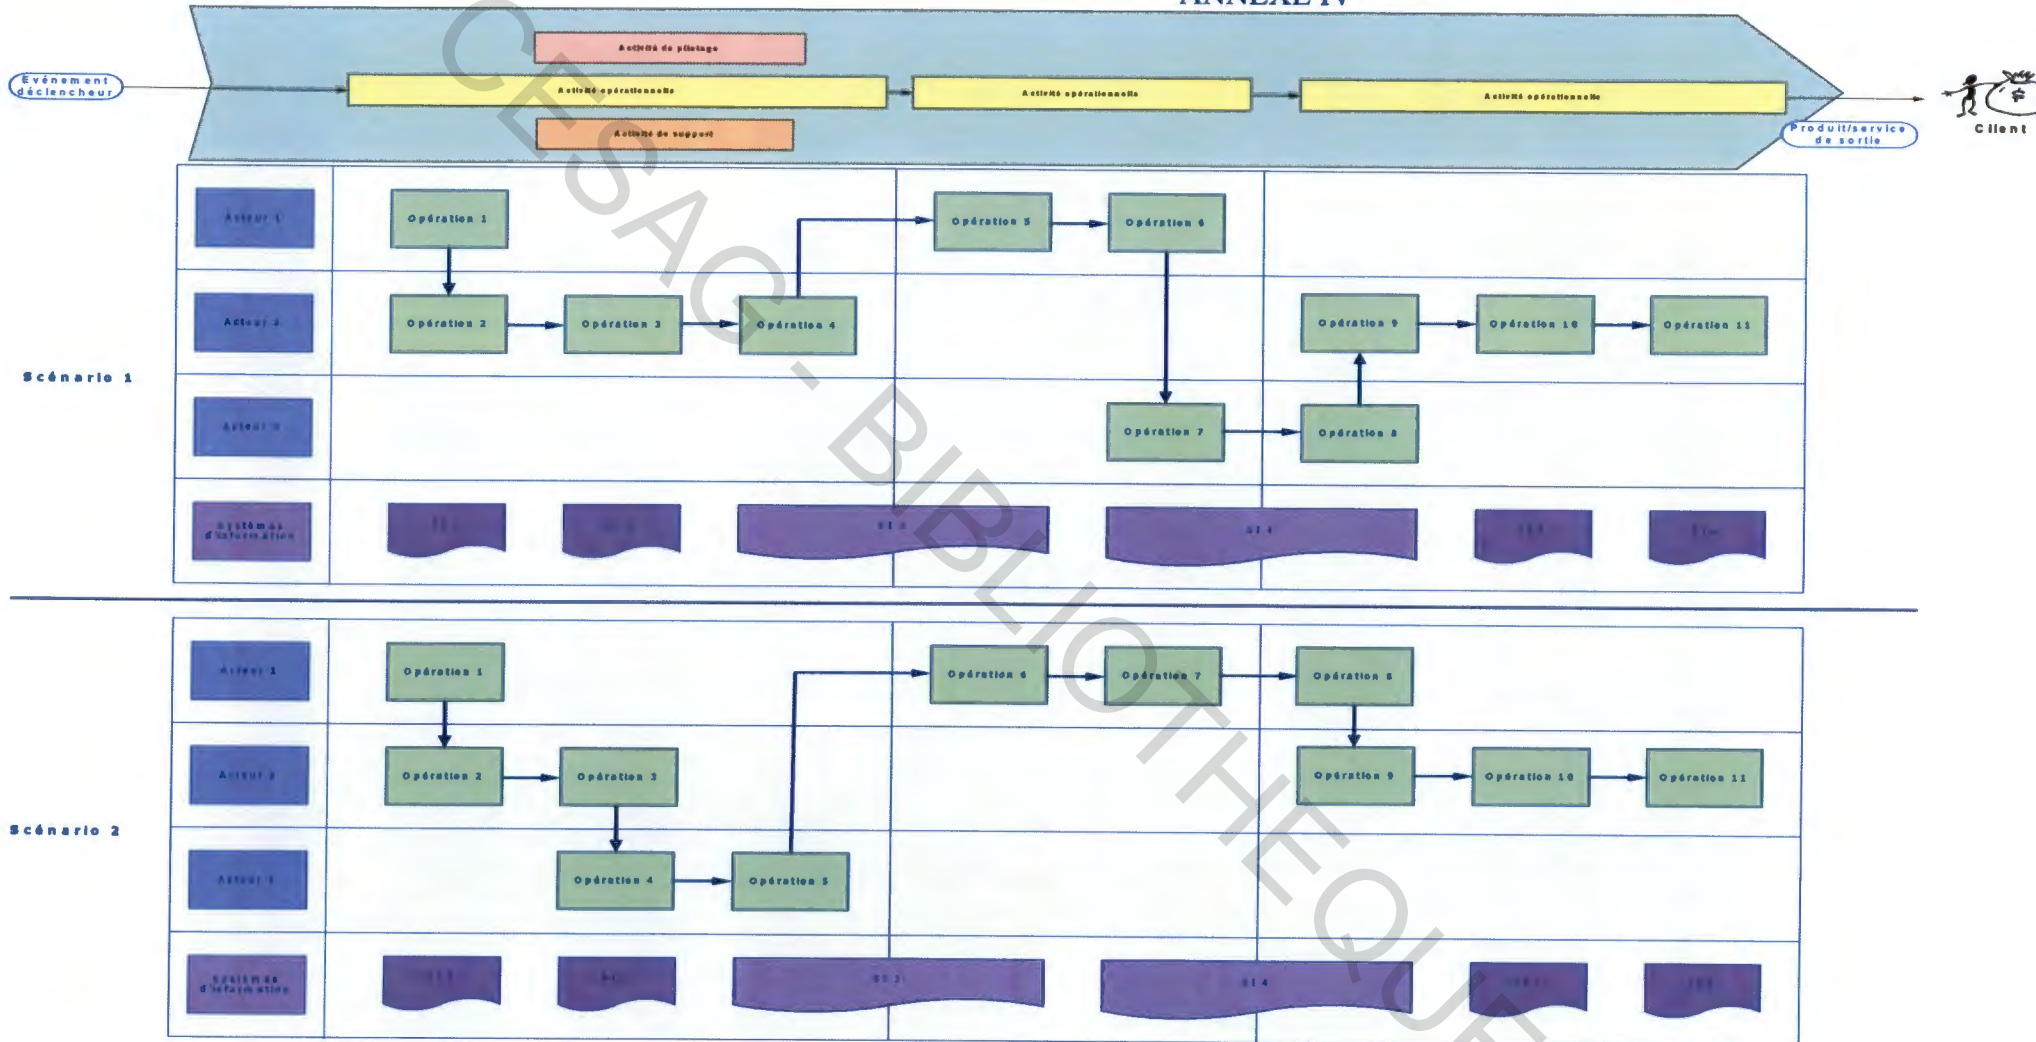 ANNEXE IV
Activité de pilotage
Evénement
déclencheur
Activité opérationnelle
Activité opérationnelle
Activité opérationnelle
Activité de support
Produit/service
de sortie
Client
Scénario 1
Acteur 1
Opération 1
Opération 5
Opération 6
Acteur 2
Opération 2
Opération 3
Opération 4
Opération 9
Opération 10
Opération 11
Acteur
Opération 7
Opération 8
Systèmes
d'information
SI 3
SI 4
Scénario 2
Acteur 1
Opération 1
Opération 6
Opération 7
Opération 8
Acteur 2
Opération 2
Opération 3
Opération 9
Opération 10
Opération 11
Acteur
Opération 4
Opération 5
Systèmes
d'information
SI 3
SI 4
CESAG - BIBLIOTHEQUE